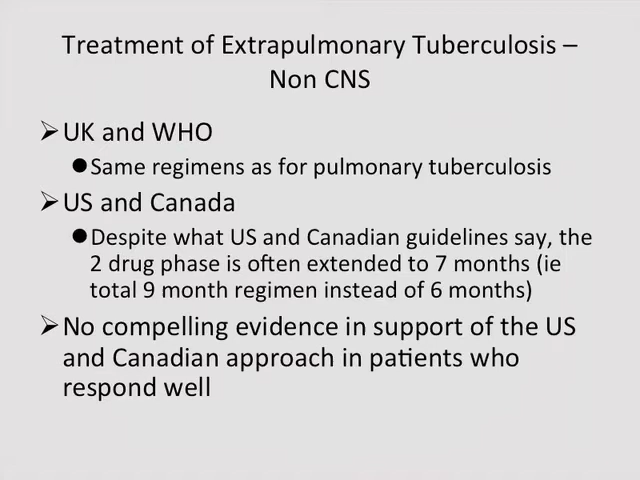 Treatment of Extrapulmonary Tuberculosis –
Non CNS
➢UK and WHO
●Same regimens as for pulmonary tuberculosis
➢US and Canada
●Despite what US and Canadian guidelines say, the
2 drug phase is often extended to 7 months (ie
total 9 month regimen instead of 6 months)
➢No compelling evidence in support of the US
and Canadian approach in patients who
respond well